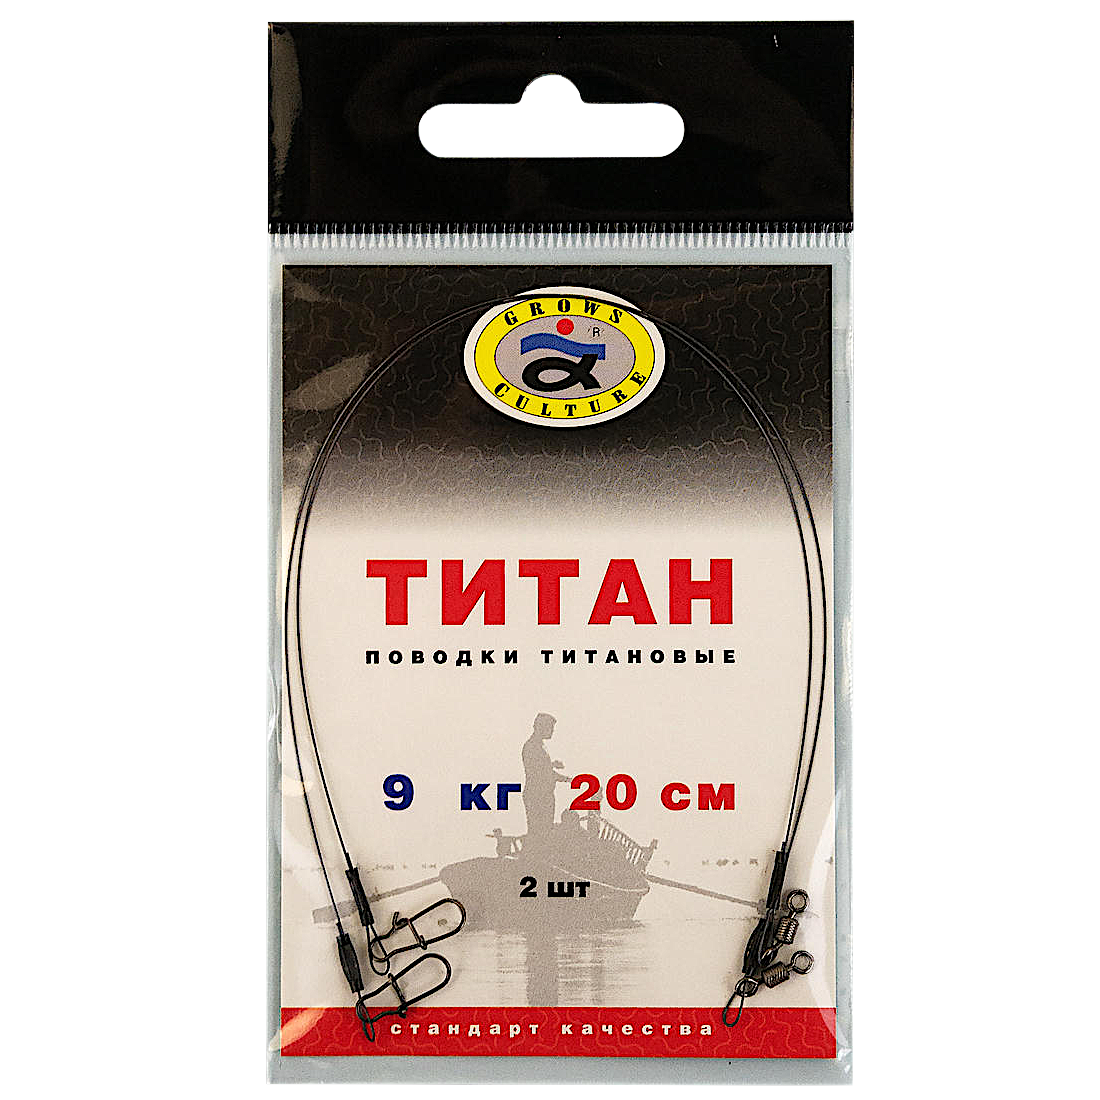 GROWS
'R'
CULTURE
ТИТАН
ПОВОДКИ ТИТАНОВЫЕ
9 кг 20 см
2 шт
стандарт качества